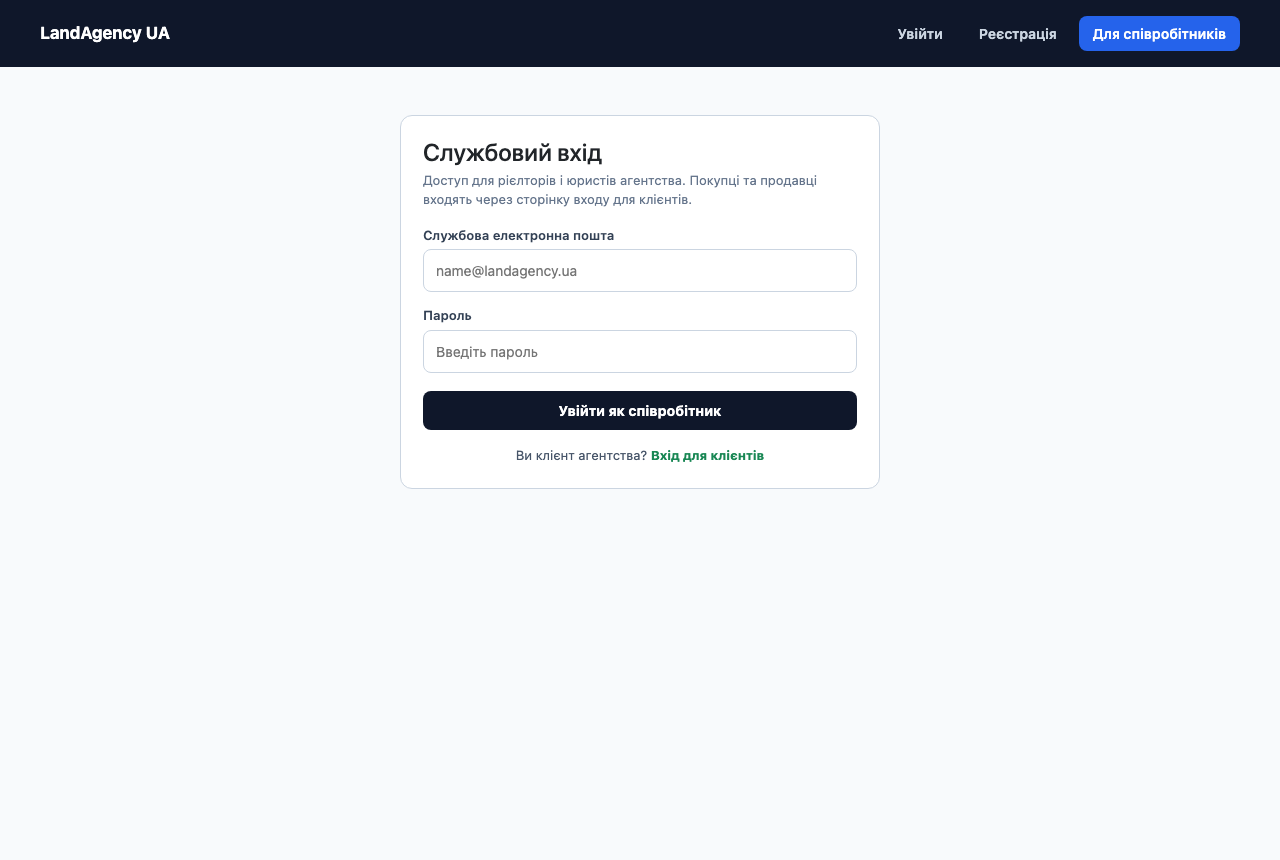 LandAgency UA
Увійти
Реєстрація
Для співробітників
Службовий вхід
Доступ для рієлторів і юристів агентства. Покупці та продавці
входять через сторінку входу для клієнтів.
Службова електронна пошта
name@landagency.ua
Пароль
Введіть пароль
Увійти як співробітник
Ви клієнт агентства? Вхід для клієнтів